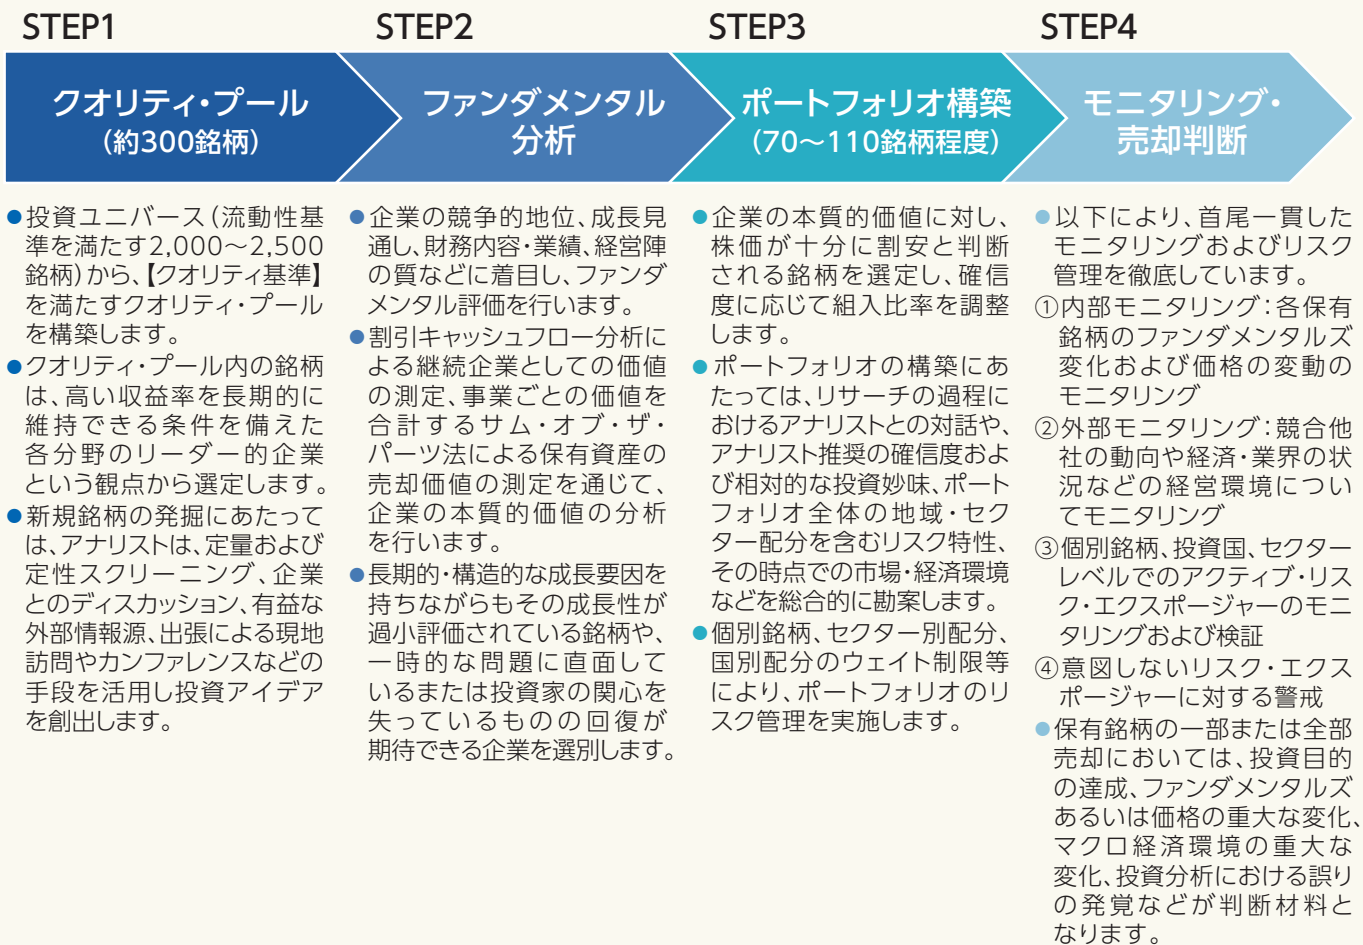 STEP1
クオリティ・プール
(約300銘柄)
●投資ユニバース(流動性基
準を満たす2,000～2,500
銘柄)から、【クオリティ基準】
を満たすクオリティ・プール
を構築します。
●クオリティ・プール内の銘柄
は、高い収益率を長期的に
維持できる条件を備えた
各分野のリーダー的企業
という観点から選定します。
●新規銘柄の発掘にあたって
は、アナリストは、定量および
定性スクリーニング、企業
とのディスカッション、有益な
外部情報源、出張による現地
訪問やカンファレンスなどの
手段を活用し投資アイデア
を創出します。
STEP2
ファンダメンタル
分析
●企業の競争的地位、成長見
通し、財務内容・業績、経営陣
の質などに着目し、ファンダ
メンタル評価を行います。
●割引キャッシュフロー分析に
よる継続企業としての価値
の測定、事業ごとの価値を
合計するサム・オブ・ザ・
パーツ法による保有資産の
売却価値の測定を通じて、
企業の本質的価値の分析
を行います。
●長期的・構造的な成長要因を
持ちながらもその成長性が
過小評価されている銘柄や、
一時的な問題に直面して
いるまたは投資家の関心を
失っているものの回復が
期待できる企業を選別します。
STEP3
ポートフォリオ構築
(70～110銘柄程度)
●企業の本質的価値に対し、
株価が十分に割安と判断
される銘柄を選定し、確信
度に応じて組入比率を調整
します。
●ポートフォリオの構築にあ
たっては、リサーチの過程に
おけるアナリストとの対話や、
アナリスト推奨の確信度およ
び相対的な投資妙味、ポート
フォリオ全体の地域・セク
ター配分を含むリスク特性、
その時点での市場・経済環境
などを総合的に勘案します。
●個別銘柄、セクター別配分、
国別配分のウェイト制限等
により、ポートフォリオのリ
スク管理を実施します。
STEP4
モニタリング・
売却判断
●以下により、首尾一貫した
モニタリングおよびリスク
管理を徹底しています。
①内部モニタリング:各保有
銘柄のファンダメンタルズ
変化および価格の変動の
モニタリング
②外部モニタリング:競合他
社の動向や経済・業界の状
況などの経営環境につい
てモニタリング
③個別銘柄、投資国、セクター
レベルでのアクティブ・リス
ク・エクスポージャーのモニ
タリングおよび検証
④意図しないリスク・エクス
ポージャーに対する警戒
●保有銘柄の一部または全部
売却においては、投資目的
の達成、ファンダメンタルズ
あるいは価格の重大な変化、
マクロ経済環境の重大な
変化、投資分析における誤り
の発覚などが判断材料と
なります。